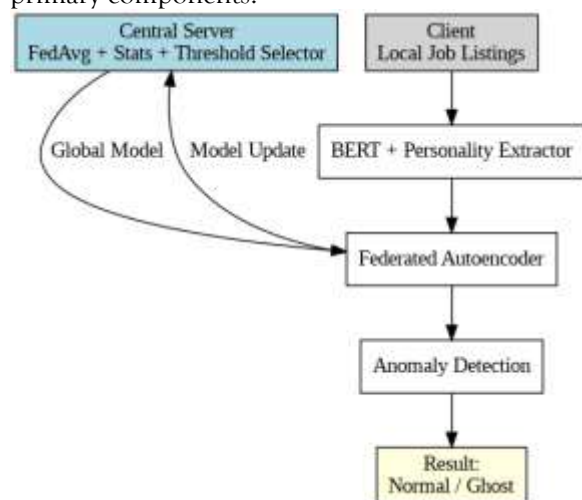 primary components.
Central Server
FedAvg + Stats + Threshold Selector
Client
Local Job Listings
Global Model
Model Update
BERT + Personality Extractor
Federated Autoencoder
Anomaly Detection
Result:
Normal / Ghost